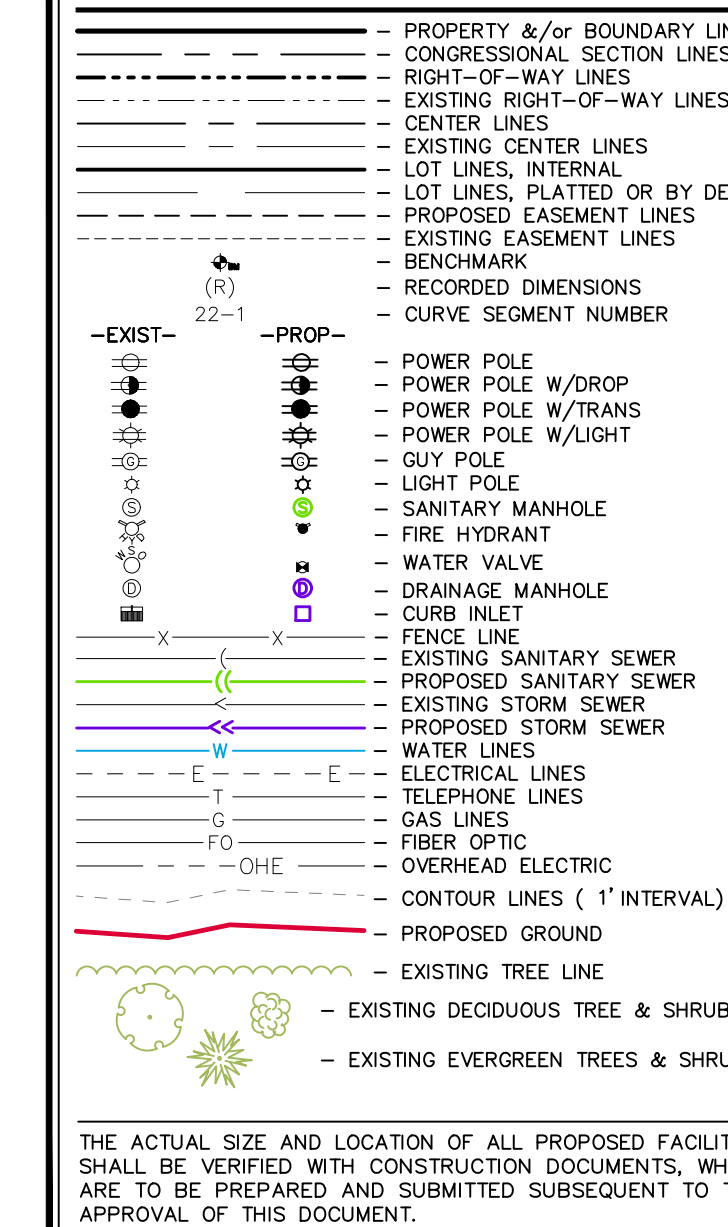 — PROPERTY &/or BOUNDARY
— CONGRESSIONAL SECTION LINES
— RIGHT-OF-WAY LINES
— EXISTING RIGHT-OF-WAY LINES
— CENTER LINES
— EXISTING CENTER LINES
— LOT LINES, INTERNAL
— LOT LINES, PLATTED OR BY
— PROPOSED EASEMENT LINES
— EXISTING EASEMENT LINES
BM — BENCHMARK
(R) — RECORDED DIMENSIONS
22-1 — CURVE SEGMENT NUMBER
-EXIST- -PROP-
— POWER POLE
— POWER POLE W/DROP
— POWER POLE W/TRANS
— POWER POLE W/LIGHT
G G — GUY POLE
— LIGHT POLE
S S — SANITARY MANHOLE
HYD — FIRE HYDRANT
WSO — WATER VALVE
D D — DRAINAGE MANHOLE
— CURB INLET
X X — FENCE LINE
— EXISTING SANITARY SEWER
— PROPOSED SANITARY SEWER
— EXISTING STORM SEWER
— PROPOSED STORM SEWER
W — WATER LINES
E E — ELECTRICAL LINES
T — TELEPHONE LINES
G — GAS LINES
FO — FIBER OPTIC
OHE — OVERHEAD ELECTRIC
— CONTOUR LINES ( 1' INTERVAL)
— PROPOSED GROUND
— EXISTING TREE LINE
— EXISTING DECIDUOUS TREE & SHRUB
— EXISTING EVERGREEN TREES &
THE ACTUAL SIZE AND LOCATION OF ALL PROPOSED
SHALL BE VERIFIED WITH CONSTRUCTION DOCUMENTS,
ARE TO BE PREPARED AND SUBMITTED SUBSEQUENT TO
APPROVAL OF THIS DOCUMENT.